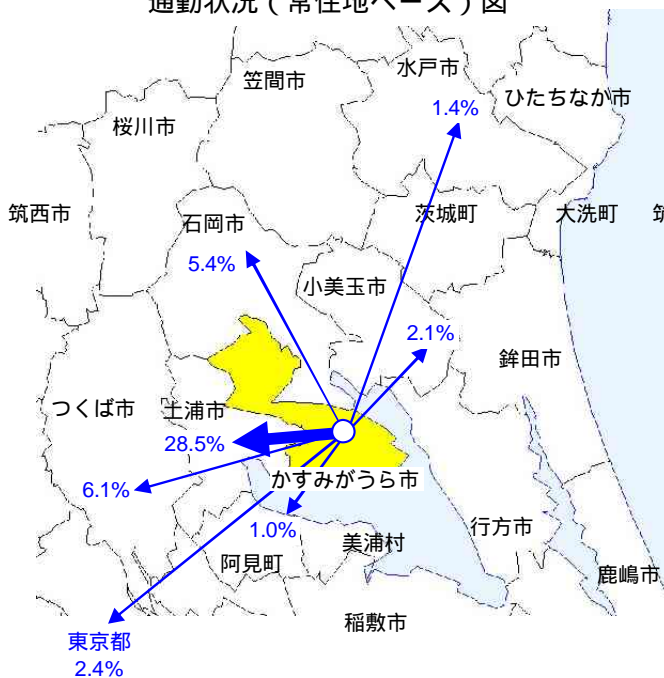 通勤状況（常住地ベース）図
水戸市
笠間市
ひたちなか市
1.4%
桜川市
筑西市
石岡市
茨城町
大洗町
筑
5.4%
小美玉市
2.1%
鉾田市
つくば市
土浦市
28.5%
かすみがうら市
6.1%
1.0%
行方市
美浦村
阿見町
鹿嶋市
稲敷市
東京都
2.4%